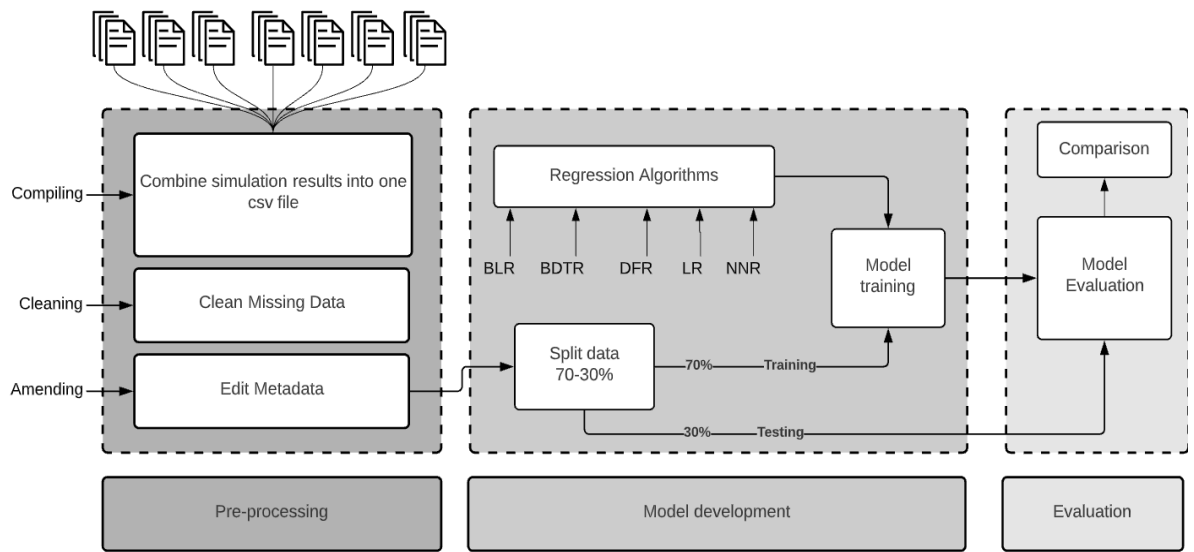 Compiling
Combine simulation results into one
csv file
Cleaning
Clean Missing Data
Amending
Edit Metadata
Regression Algorithms
BLR
BDTR
DFR
LR
NNR
Split data
70-30%
70%
Training
30%
Testing
Model
training
Comparison
Model
Evaluation
Pre-processing
Model development
Evaluation